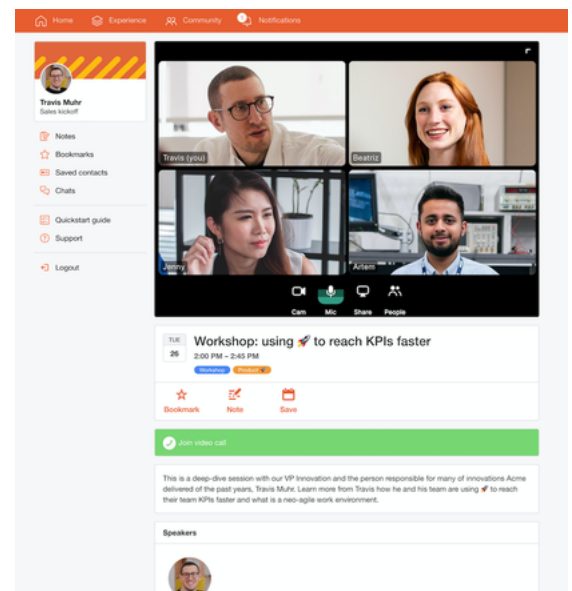 Home Experience Community 1 Notifications
Travis Muhr
Sales kickoff
Notes
Bookmarks
Saved contacts
Chats
Quickstart guide
Support
Logout
Travis (you)
Beatriz
Jenny
Artem
Cam Mic Share People
TUE
26
Workshop: using 🚀 to reach KPIs faster
2:00 PM – 2:45 PM
Workshop Product 🚀
Bookmark Note Save
Join video call
This is a deep-dive session with our VP Innovation and the person responsible for many of innovations Acme
delivered of the past years, Travis Muhr. Learn more from Travis how he and his team are using 🚀 to reach
their team KPIs faster and what is a neo-agile work environment.
Speakers